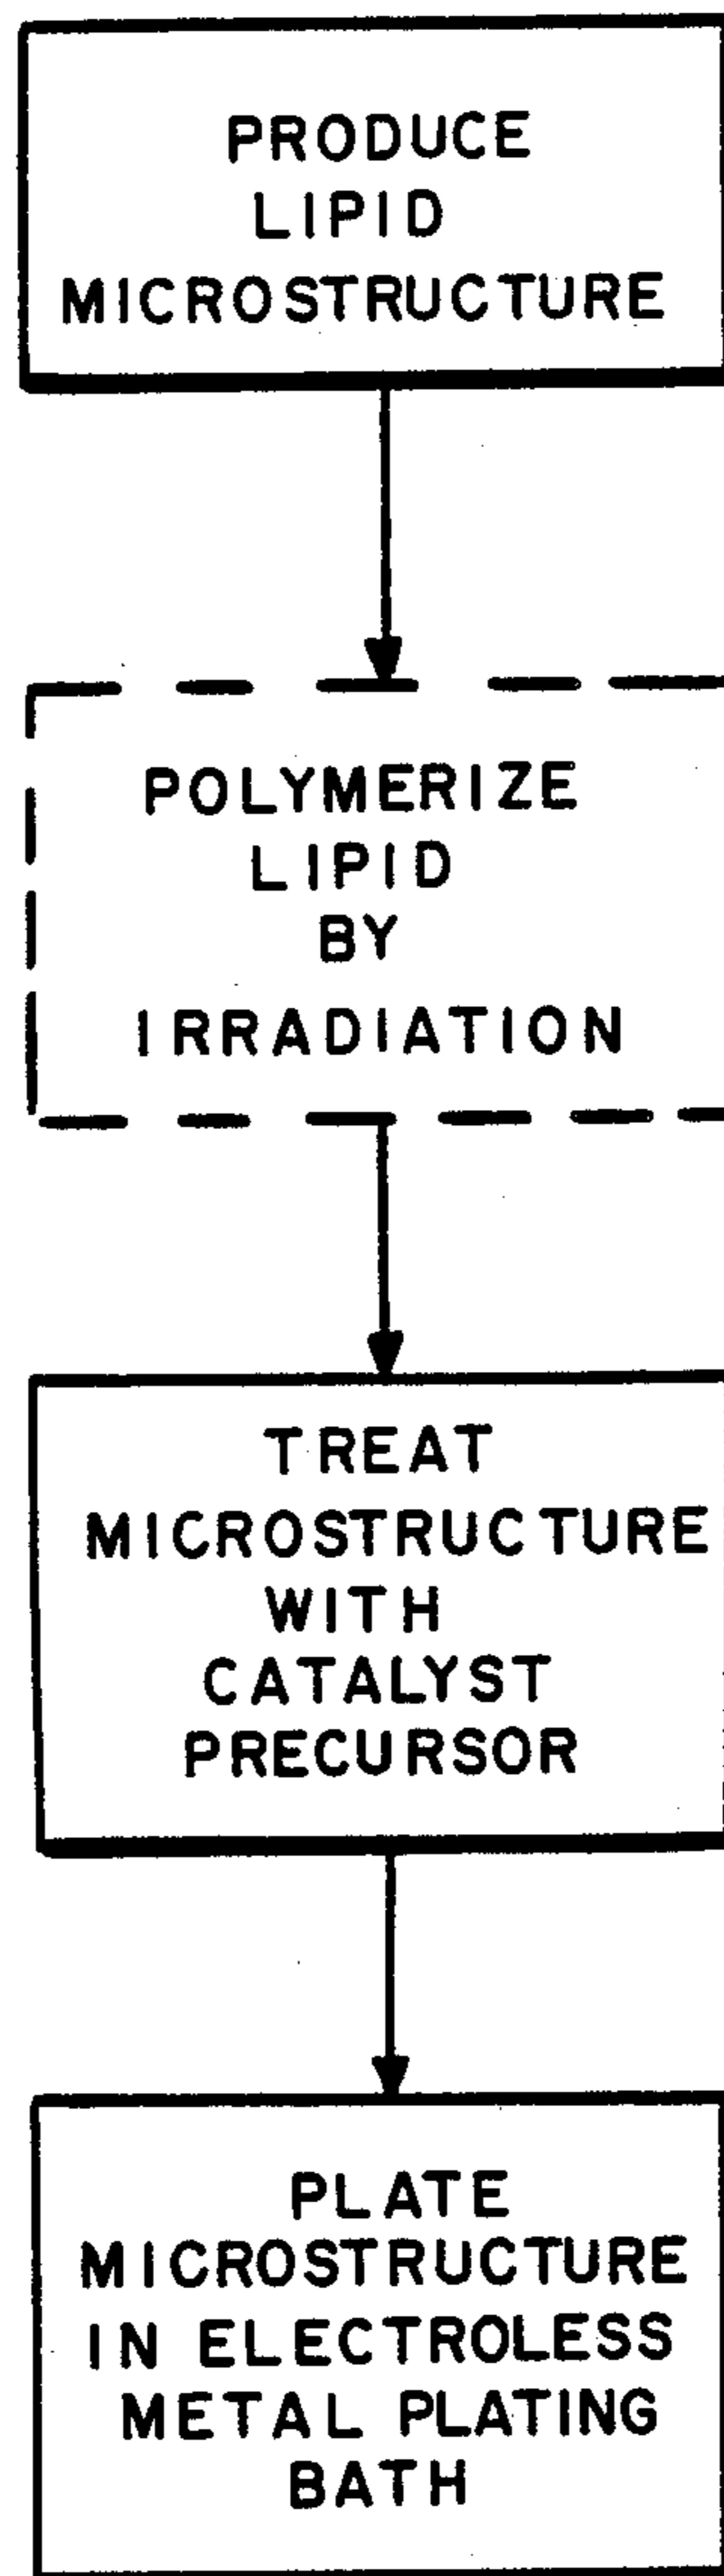 PRODUCE
LIPID
MICROSTRUCTURE
POLYMERIZE
LIPID
BY
IRRADIATION
TREAT
MICROSTRUCTURE
WITH
CATALYST
PRECURSOR
PLATE
MICROSTRUCTURE
IN ELECTROLESS
METAL PLATING
BATH